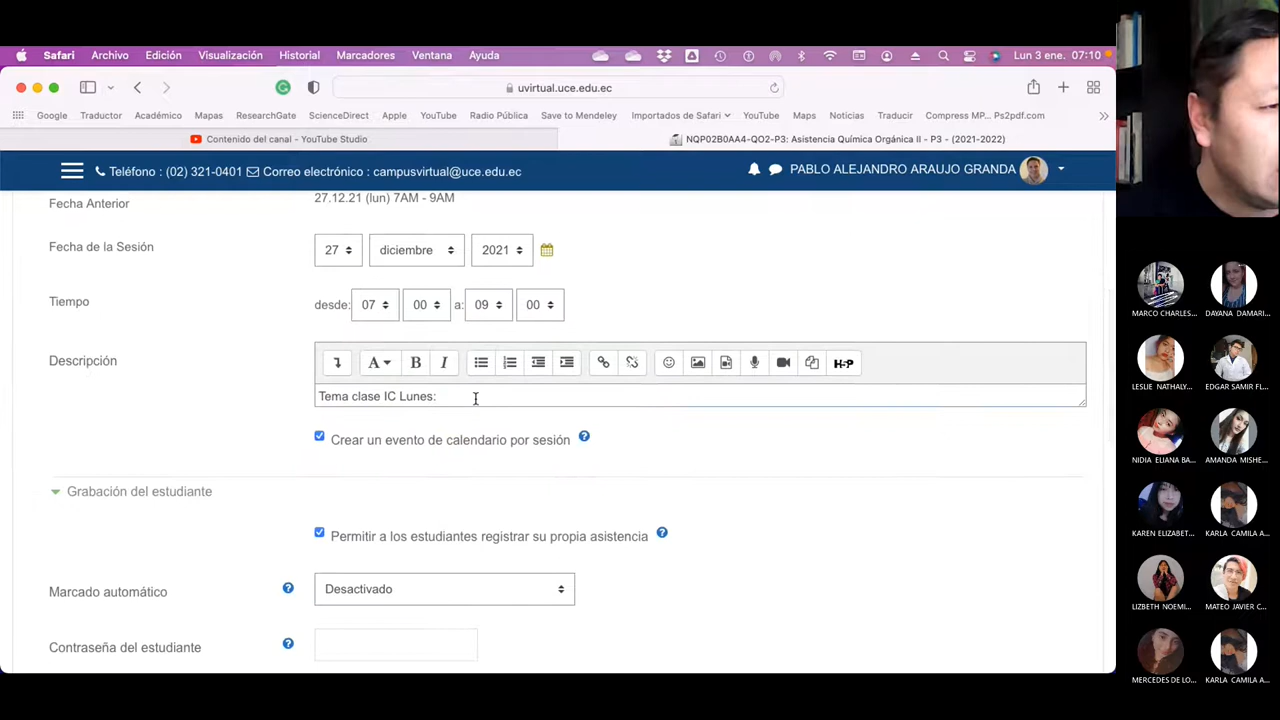 Safari Archivo Edición Visualización Historial Marcadores Ventana Ayuda Lun 3 ene. 07:10
uvirtual.uce.edu.ec
Google Traductor Académico Mapas ResearchGate ScienceDirect Apple YouTube Radio Pública Save to Mendeley Importados de Safari YouTube Maps Noticias Traducir Compress MP... Ps2pdf.com
Contenido del canal - YouTube Studio NQP02B0AA4-QO2-P3: Asistencia Química Orgánica II - P3 - (2021-2022)
Teléfono : (02) 321-0401 Correo electrónico : campusvirtual@uce.edu.ec PABLO ALEJANDRO ARAUJO GRANDA
Fecha Anterior 27.12.21 (lun) 7AM - 9AM
Fecha de la Sesión 27 diciembre 2021
Tiempo desde: 07 00 a: 09 00
Descripción A B I H-P
Tema clase IC Lunes:
Crear un evento de calendario por sesión
Grabación del estudiante
Permitir a los estudiantes registrar su propia asistencia
Marcado automático Desactivado
Contraseña del estudiante
MARCO CHARLES... DAYANA DAMARI...
LESLIE NATHALY... EDGAR SAMIR FL...
NIDIA ELIANA BA... AMANDA MISHE...
KAREN ELIZABET... KARLA CAMILA A...
LIZBETH NOEMI... MATEO JAVIER C...
MERCEDES DE LO... KARLA CAMILA A...